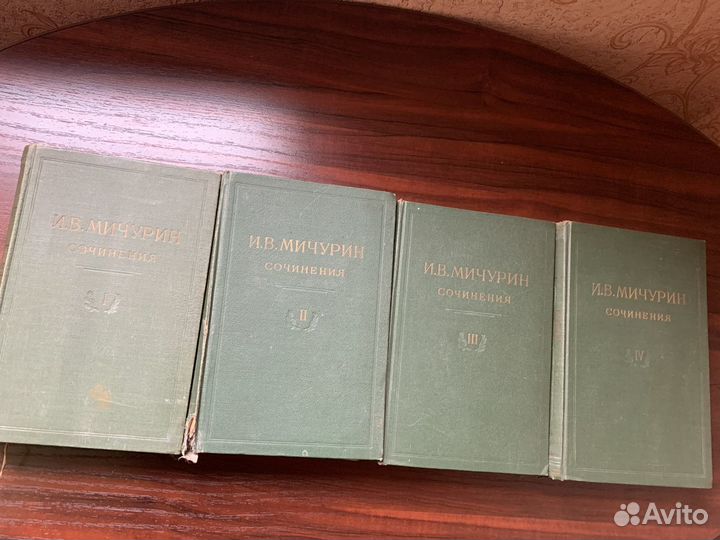 И.В. МИЧУРИН
СОЧИНЕНИЯ
I
И.В. МИЧУРИН
СОЧИНЕНИЯ
II
И.В. МИЧУРИН
СОЧИНЕНИЯ
III
И.В. МИЧУРИН
СОЧИНЕНИЯ
IV
Avito